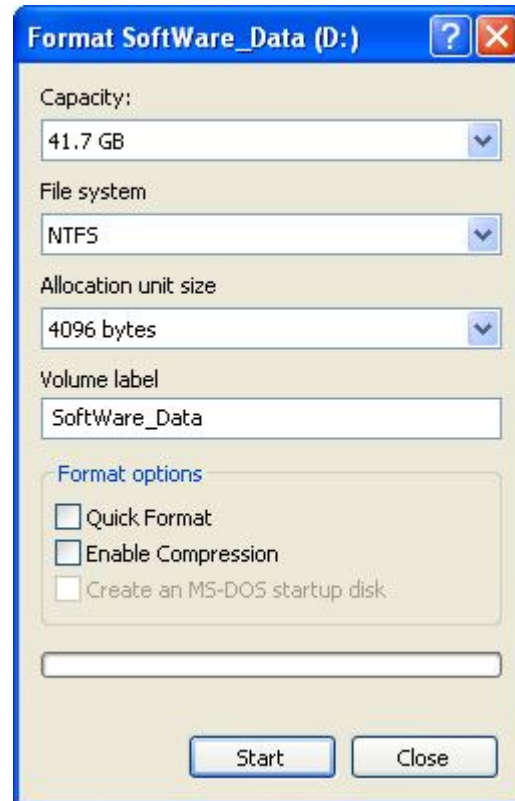 Format SoftWare_Data (D:)
Capacity:
41.7 GB
File system
NTFS
Allocation unit size
4096 bytes
Volume label
SoftWare_Data
Format options
Quick Format
Enable Compression
Create an MS-DOS startup disk
Start Close